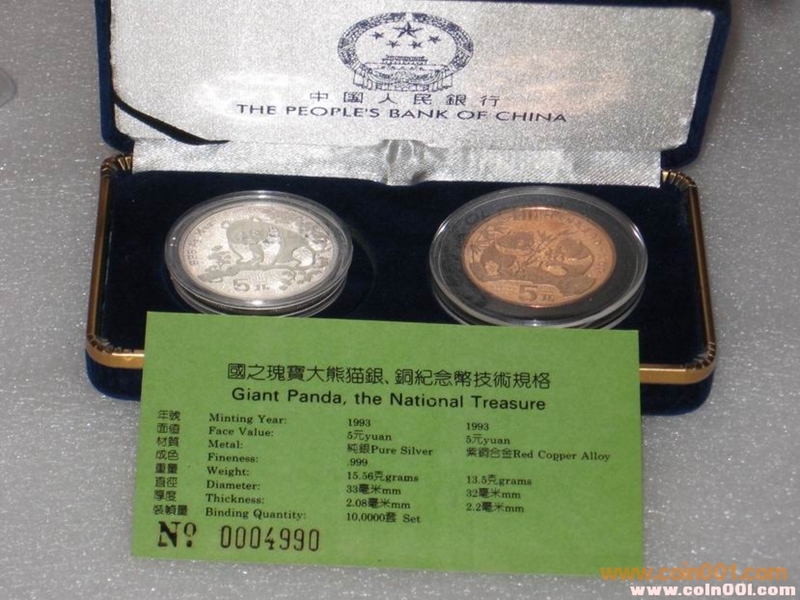 中國人民銀行
THE PEOPLE'S BANK OF CHINA
5元
5元
國之瑰寶大熊猫銀、銅紀念幣技術規格
Giant Panda, the National Treasure
年號 Minting Year: 1993 1993
面值 Face Value: 5元yuan 5元yuan
材質 Metal: 純銀Pure Silver 紫銅合金Red Copper Alloy
成色 Fineness: .999
重量 Weight: 15.56克grams 13.5克grams
直徑 Diameter: 33毫米mm 32毫米mm
厚度 Thickness: 2.08毫米mm 2.2毫米mm
裝幀量 Binding Quantity: 10,0000套 Set
Nº 0004990
www.coin001.com
www.coin001.com